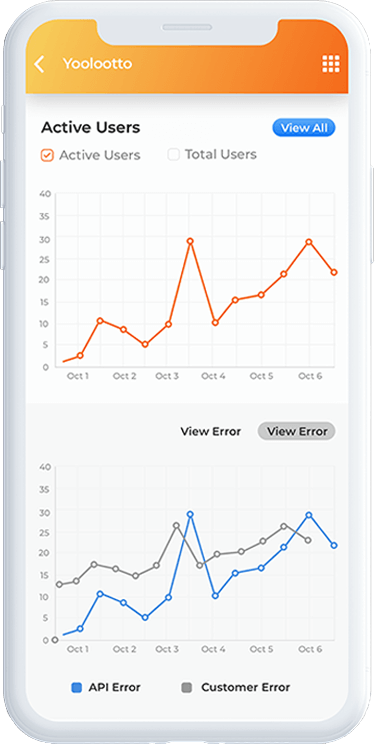 Yoolootto
Active Users
View All
Active Users
Total Users
40
35
30
25
20
15
10
5
0
Oct 1 Oct 2 Oct 3 Oct 4 Oct 5 Oct 6
View Error
View Error
40
35
30
25
20
15
10
5
0
Oct 1 Oct 2 Oct 3 Oct 4 Oct 5 Oct 6
API Error
Customer Error